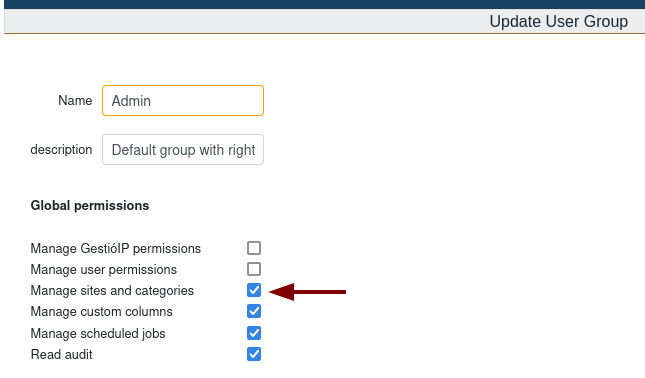 Update User Group
Name Admin
description Default group with right
Global permissions
Manage GestióIP permissions
Manage user permissions
Manage sites and categories
Manage custom columns
Manage scheduled jobs
Read audit